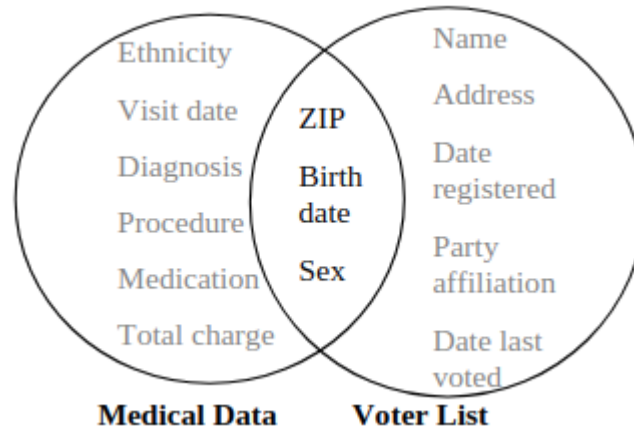 Ethnicity
Visit date
Diagnosis
Procedure
Medication
Total charge
ZIP
Birth
date
Sex
Name
Address
Date
registered
Party
affiliation
Date last
voted
Medical Data
Voter List